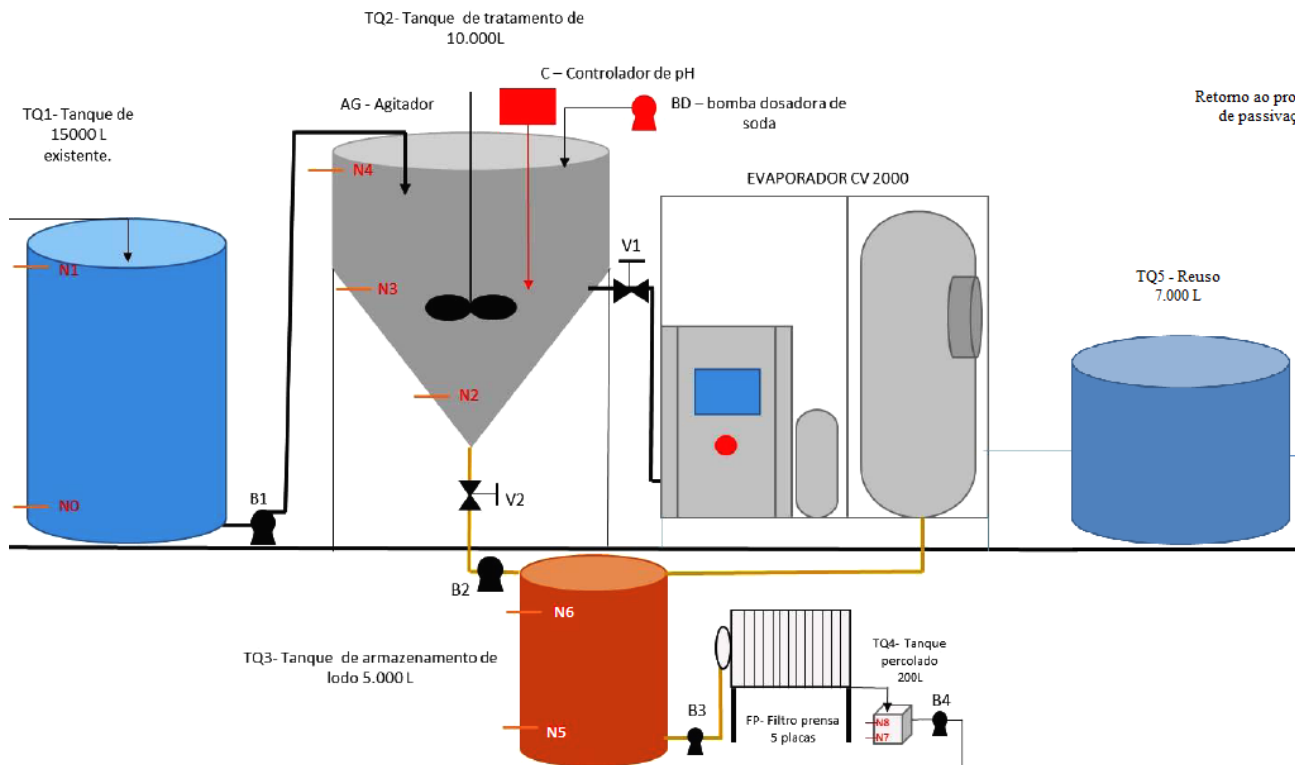 TQ2- Tanque de tratamento de
10.000L
C – Controlador de pH
TQ1- Tanque de
15000 L
existente.
AG - Agitador
BD – bomba dosadora de
soda
Retorno ao pro
de passivaç
N4
EVAPORADOR CV 2000
V1
N1
N3
TQ5 - Reuso
7.000 L
N2
N0
B1
V2
B2
N6
TQ3- Tanque de armazenamento de
lodo 5.000 L
TQ4- Tanque
percolado
200L
N5
B3
FP- Filtro prensa
5 placas
B4
N8
N7